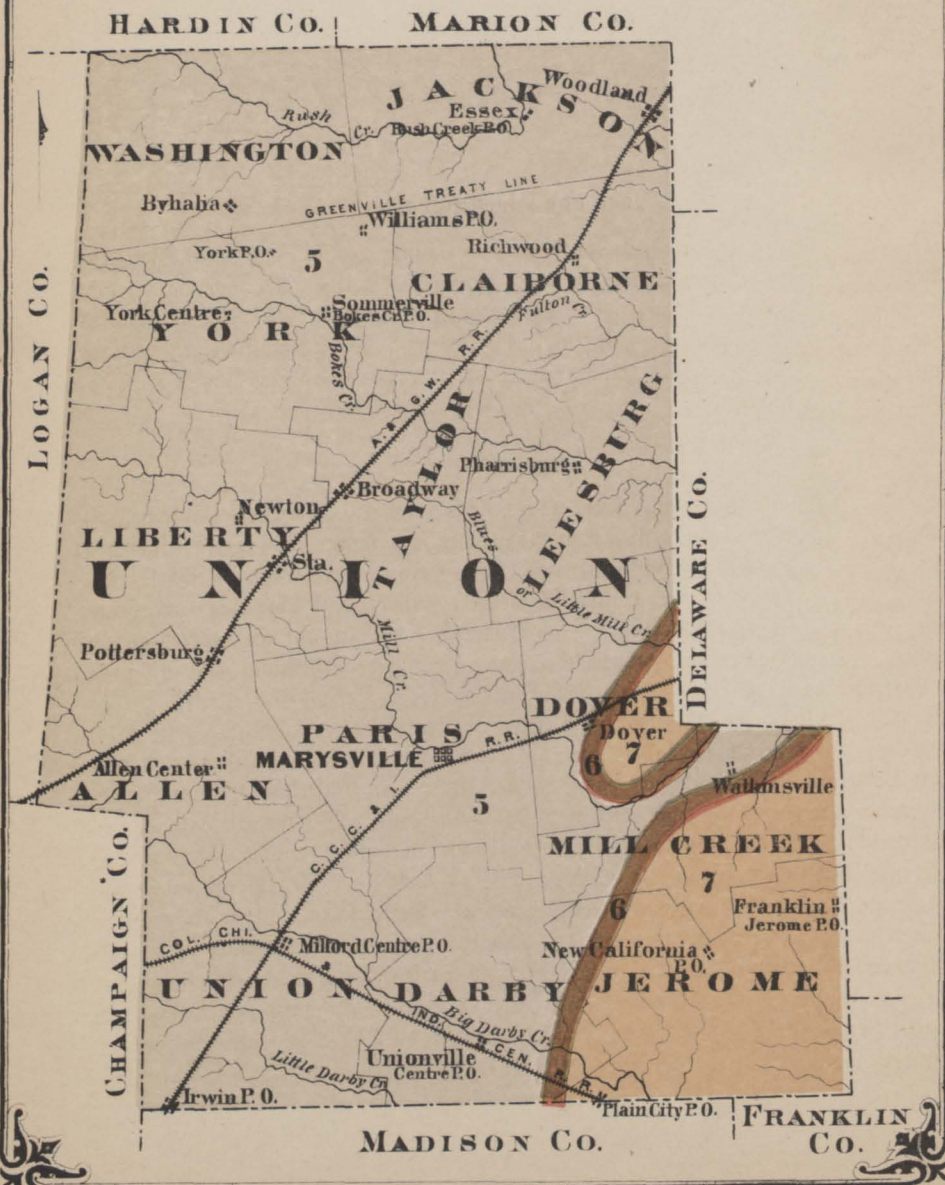 HARDIN CO. MARION CO.
JACKSON
Woodland
Essex
Rush Cr.
Rush Creek P.O.
WASHINGTON
Byhaha
GREENVILLE TREATY LINE
Williams P.O.
York P.O.
5
Richwood
CLAIBORNE
Sommerville
Bokes Cr. P.O.
Fulton Cr.
York Centre
YORK
Bokes Cr.
A. & G. W. R. R.
LOGAN CO.
TAYLOR
LEESBURG
Pharrisburg
Broadway
Newton
Blues
or Little Mill Cr.
LIBERTY
Sta.
UNION
Mill Cr.
DELAWARE CO.
Pottersburg
DOVER
Dover
PARIS
R. R.
MARYSVILLE
7
6
Allen Center
ALLEN
Watkinsville
5
C. C. C. & I.
MILL CREEK
7
CHAMPAIGN CO.
6
Franklin
Jerome P.O.
COL. CHI.
Milford Centre P.O.
New California
P.O.
UNION DARBY JEROME
IND. CEN. R. R.
Big Darby Cr.
Unionville
Centre P.O.
Little Darby Cr.
Irwin P.O.
Plain City P.O.
MADISON CO.
FRANKLIN
CO.